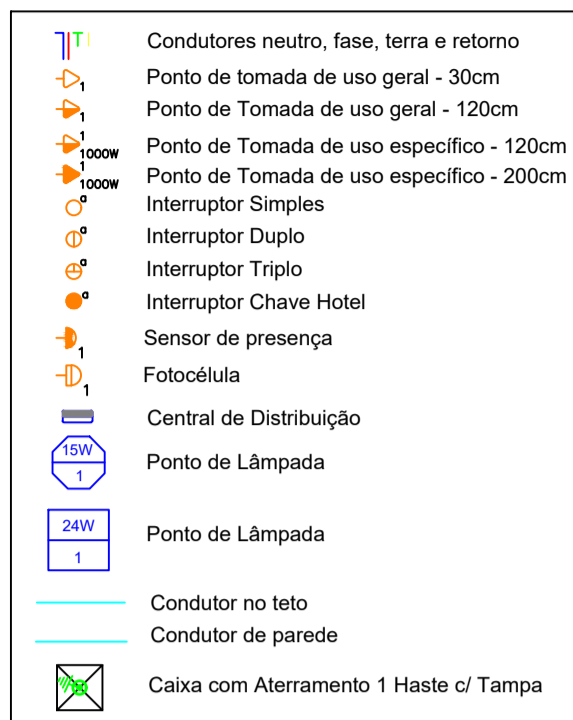 Condutores neutro, fase, terra e retorno
1 Ponto de tomada de uso geral - 30cm
1 Ponto de Tomada de uso geral - 120cm
1
1000W Ponto de Tomada de uso específico - 120cm
1
1000W Ponto de Tomada de uso específico - 200cm
a Interruptor Simples
a Interruptor Duplo
a Interruptor Triplo
a Interruptor Chave Hotel
1 Sensor de presença
1 Fotocélula
Central de Distribuição
15W
1
Ponto de Lâmpada
24W
1
Ponto de Lâmpada
Condutor no teto
Condutor de parede
Caixa com Aterramento 1 Haste c/ Tampa